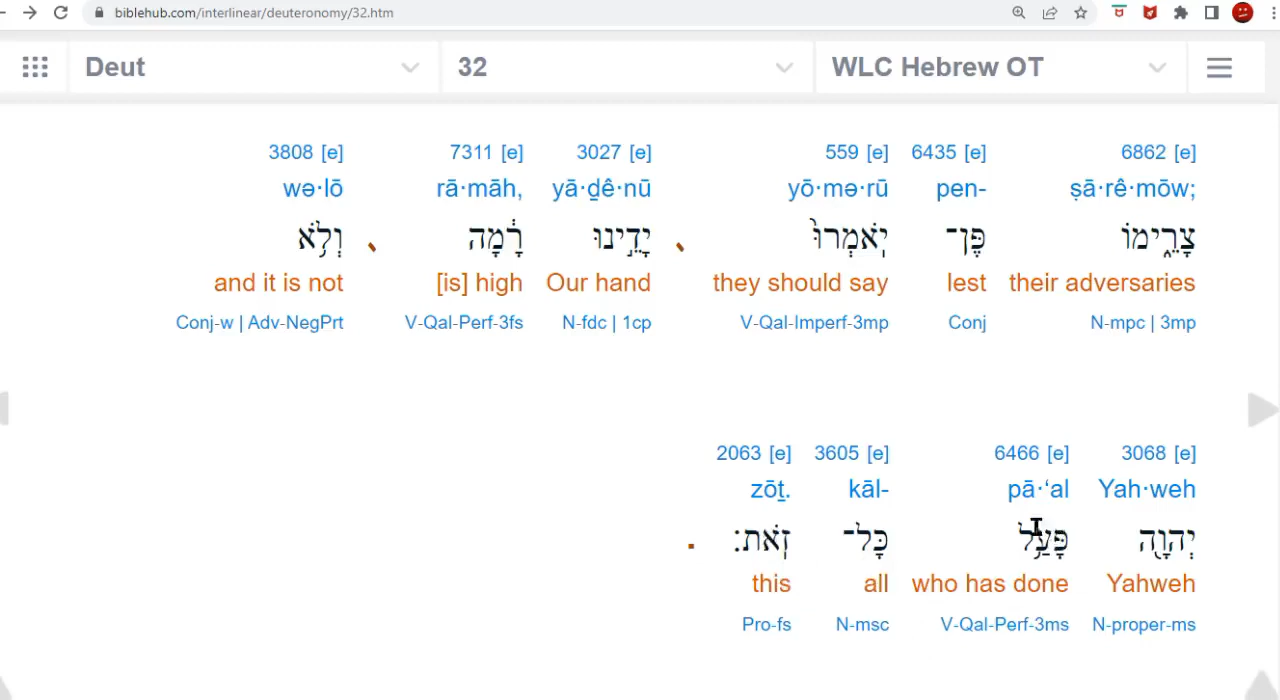 biblehub.com/interlinear/deuteronomy/32.htm
Deut 32 WLC Hebrew OT
3808 [e] 7311 [e] 3027 [e] 559 [e] 6435 [e] 6862 [e]
wə·lō rā·māh, yā·ḏê·nū yō·mə·rū pen- ṣā·rê·mōw;
צָרֵ֑ימוֹ פֶּן־ יֹֽאמְרוּ֙ יָדֵ֣ינוּ רָ֔מָה וְלֹ֥א
and it is not [is] high Our hand they should say lest their adversaries
Conj-w | Adv-NegPrt V-Qal-Perf-3fs N-fdc | 1cp V-Qal-Imperf-3mp Conj N-mpc | 3mp
2063 [e] 3605 [e] 6466 [e] 3068 [e]
zōṯ. kāl- pā·‘al Yah·weh
יְהוָ֖ה פָּעַ֥ל כָּל־ זֹֽאת׃
this all who has done Yahweh
Pro-fs N-msc V-Qal-Perf-3ms N-proper-ms